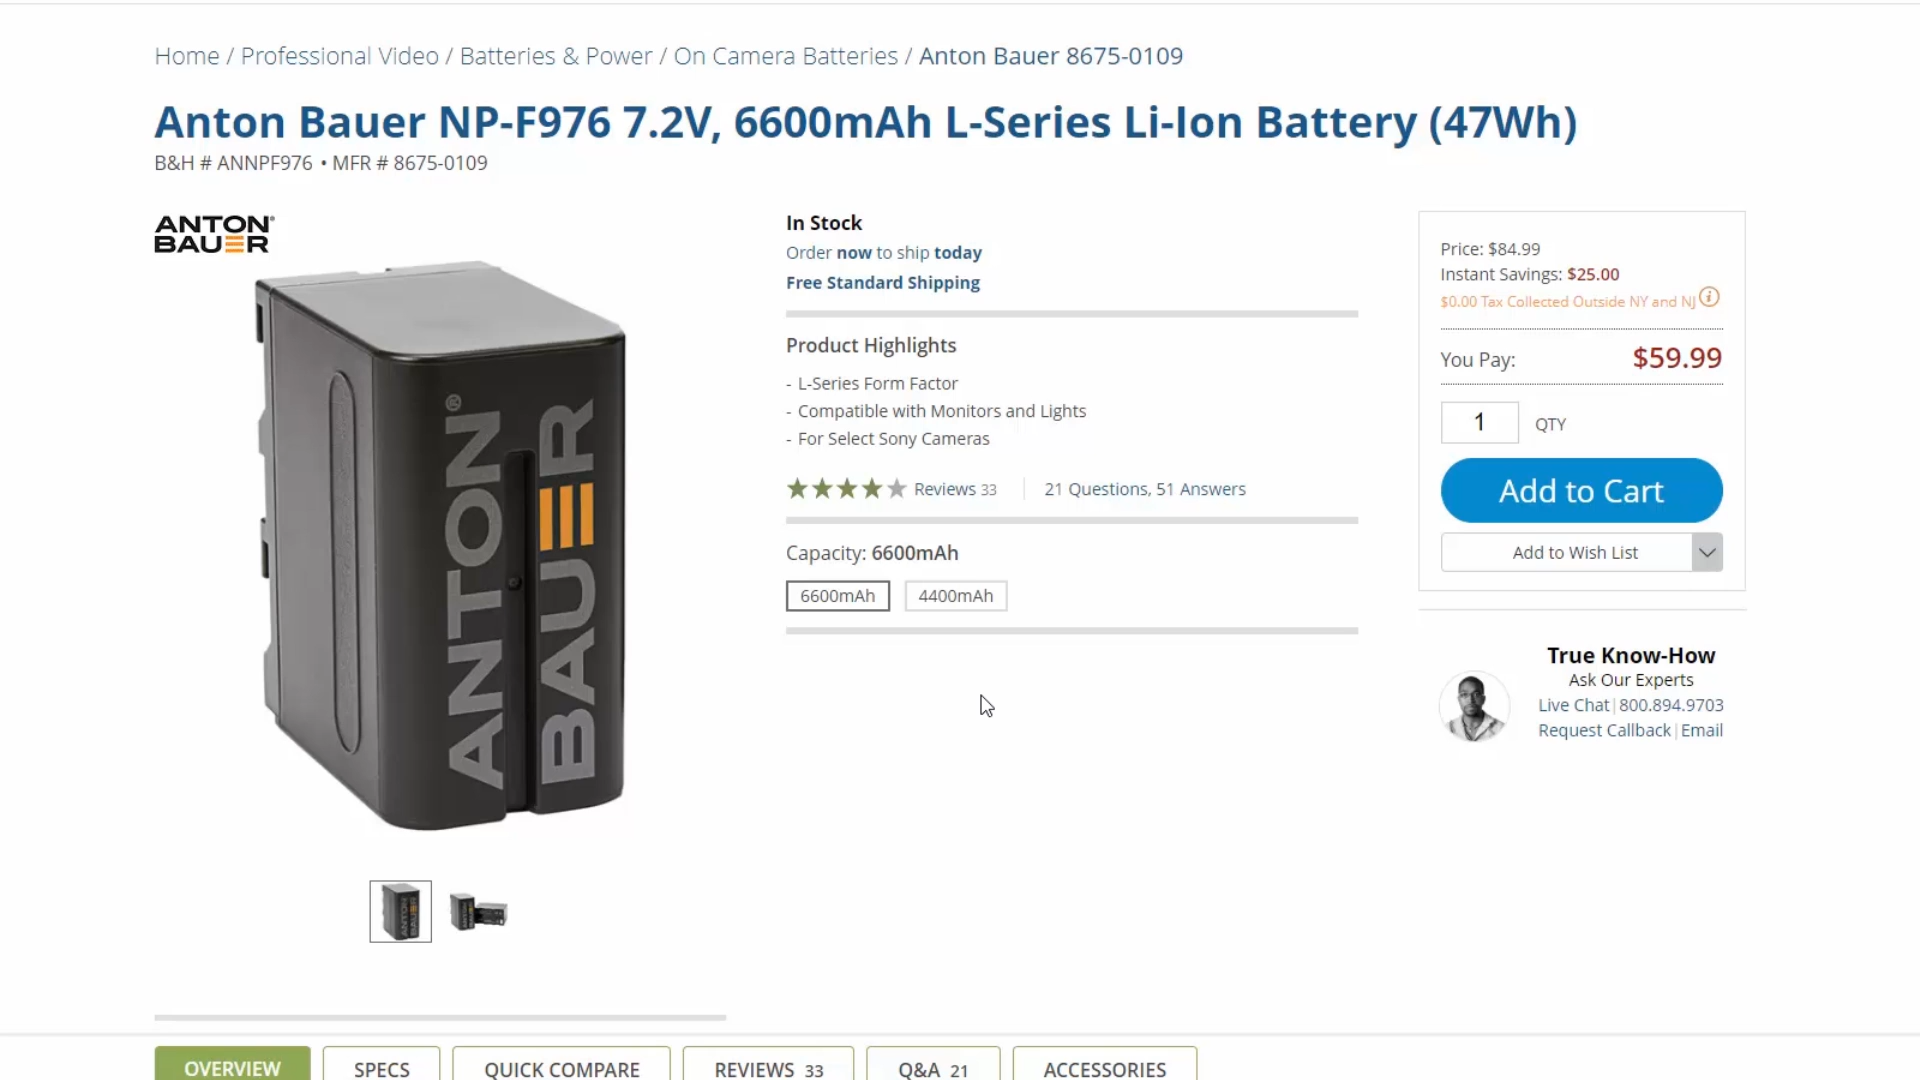 Home / Professional Video / Batteries & Power / On Camera Batteries / Anton Bauer 8675-0109
Anton Bauer NP-F976 7.2V, 6600mAh L-Series Li-Ion Battery (47Wh)
B&H # ANNPF976 • MFR # 8675-0109
ANTON®
BAUER
ANTON®
BAUER
In Stock
Order now to ship today
Free Standard Shipping
Product Highlights
- L-Series Form Factor
- Compatible with Monitors and Lights
- For Select Sony Cameras
Reviews 33
21 Questions, 51 Answers
Capacity: 6600mAh
6600mAh
4400mAh
Price: $84.99
Instant Savings: $25.00
$0.00 Tax Collected Outside NY and NJ
You Pay: $59.99
1 QTY
Add to Cart
Add to Wish List
True Know-How
Ask Our Experts
Live Chat | 800.894.9703
Request Callback | Email
OVERVIEW
SPECS
QUICK COMPARE
REVIEWS 33
Q&A 21
ACCESSORIES